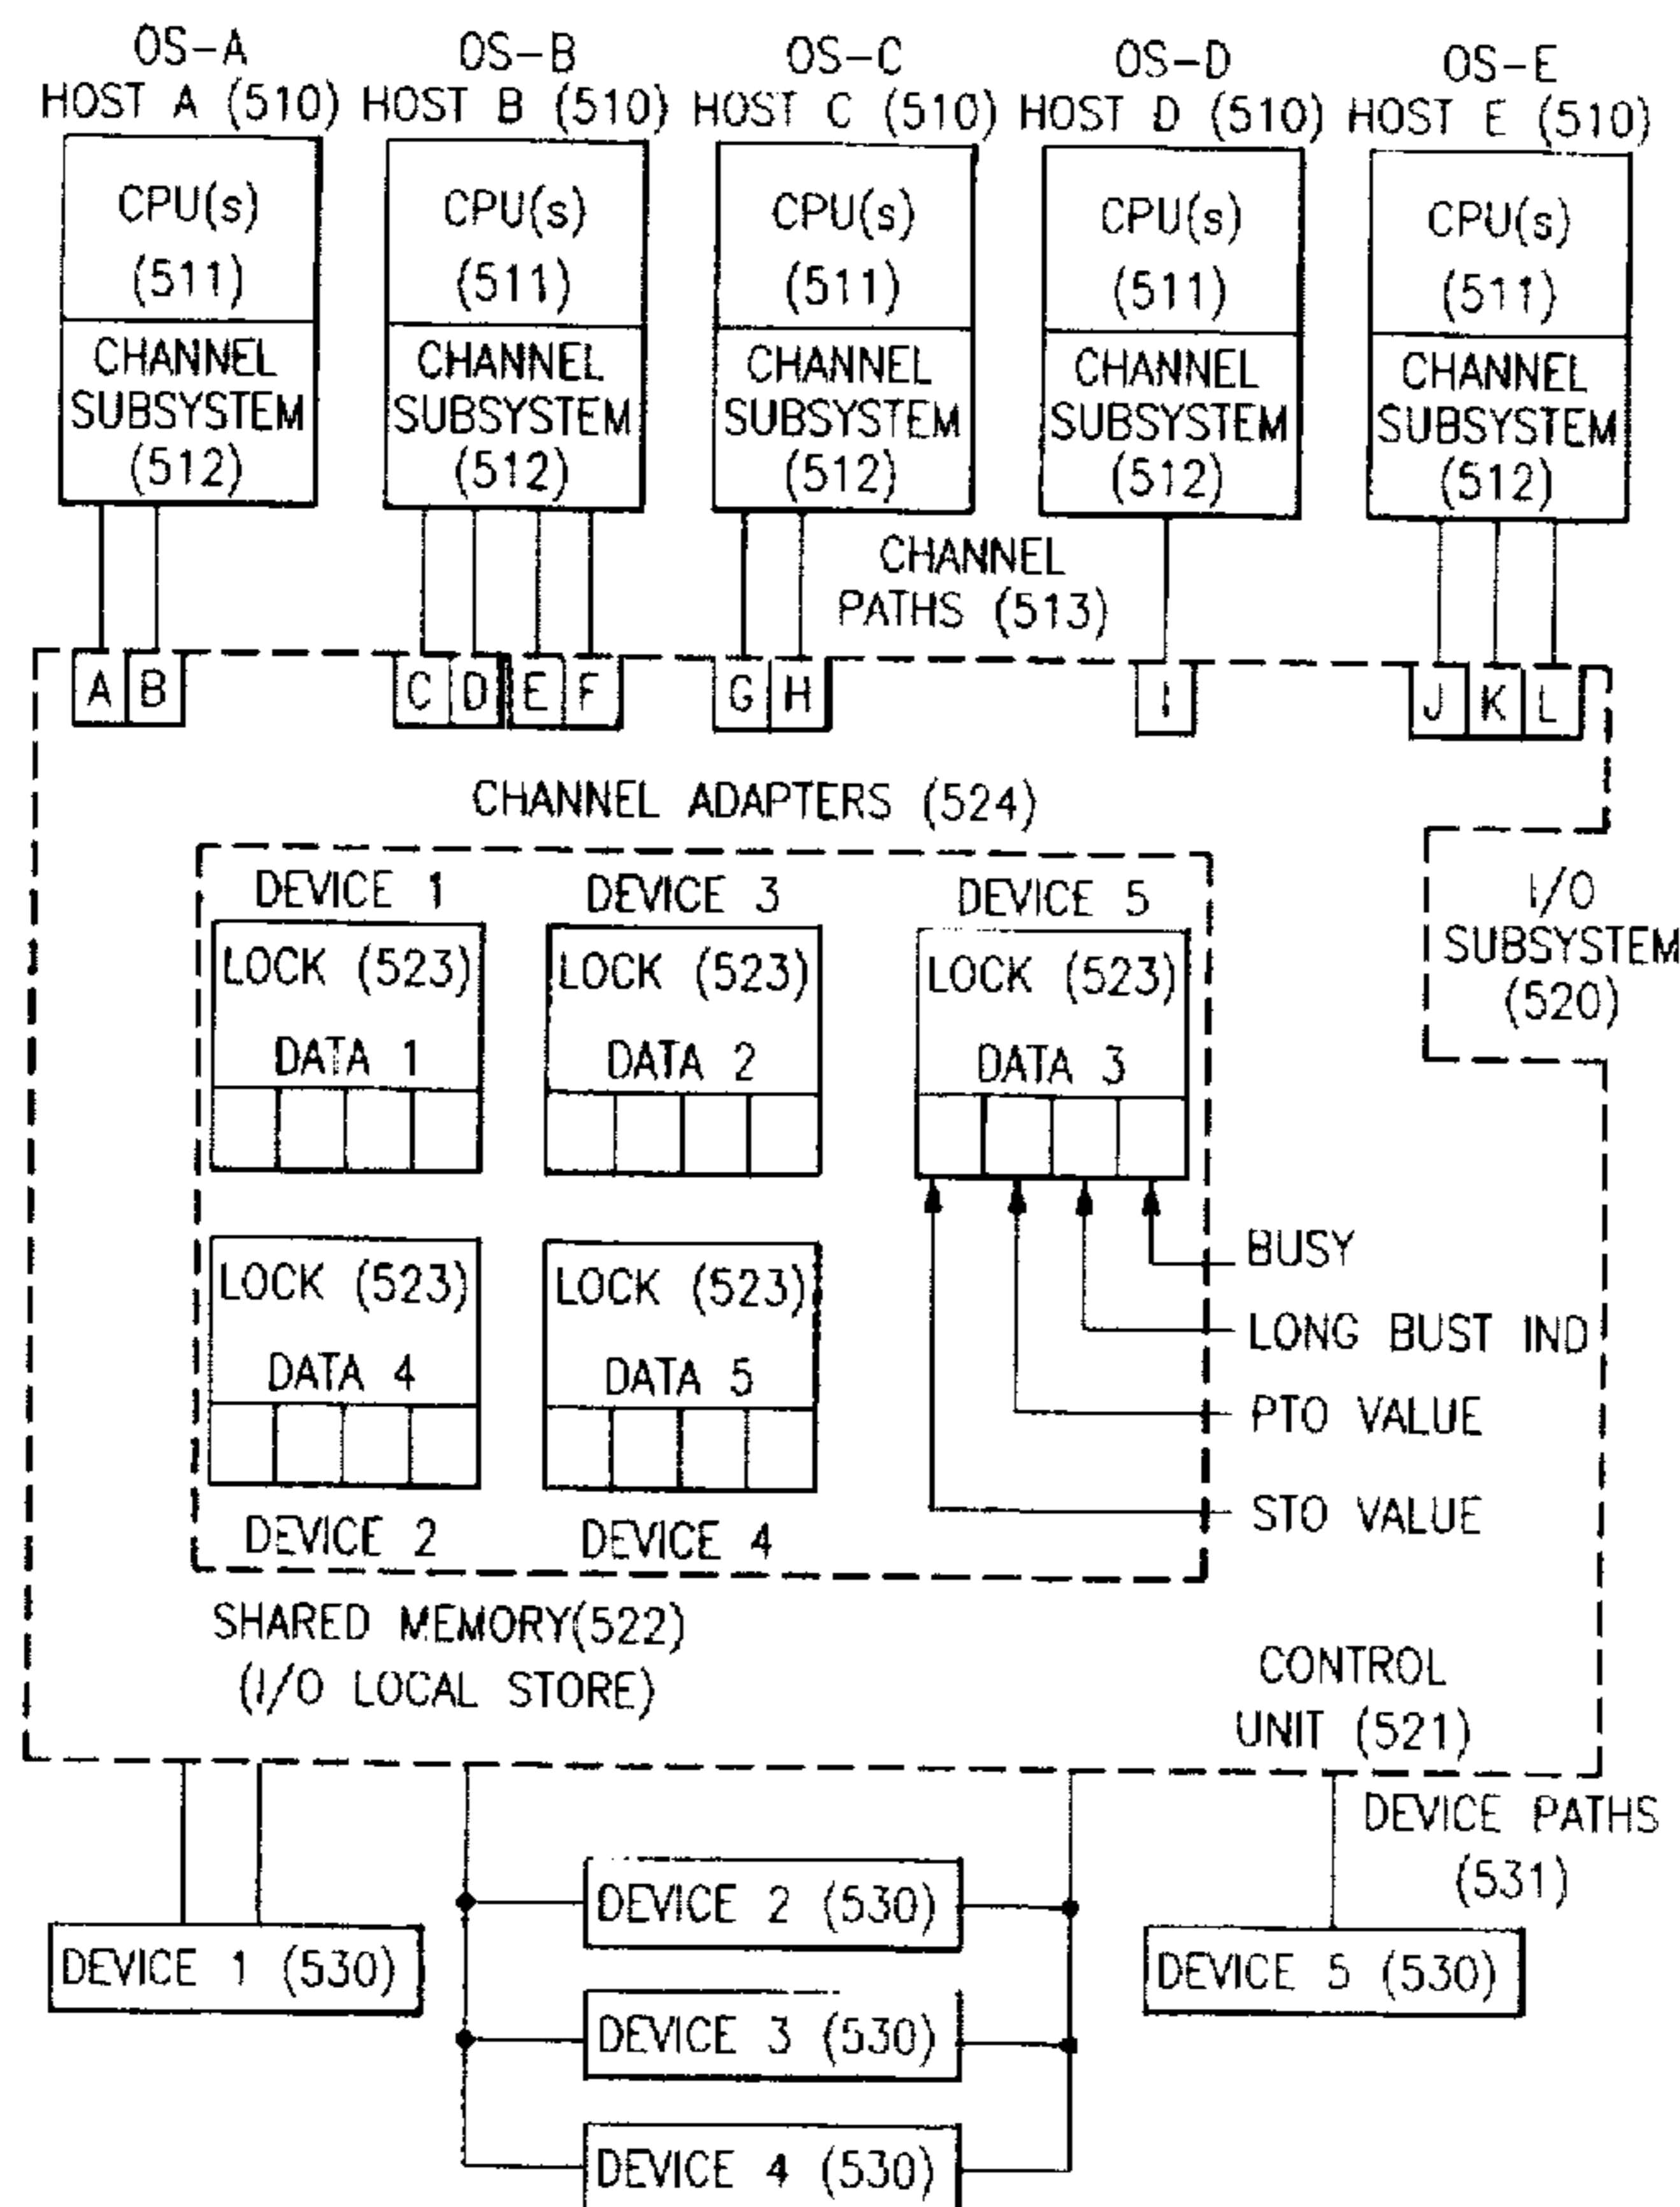 OS-A
HOST A (510)
OS-B
HOST B (510)
OS-C
HOST C (510)
OS-D
HOST D (510)
OS-E
HOST E (510)
CPU(s)
(511)
CHANNEL
SUBSYSTEM
(512)
CPU(s)
(511)
CHANNEL
SUBSYSTEM
(512)
CPU(s)
(511)
CHANNEL
SUBSYSTEM
(512)
CPU(s)
(511)
CHANNEL
SUBSYSTEM
(512)
CPU(s)
(511)
CHANNEL
SUBSYSTEM
(512)
CHANNEL
PATHS (513)
A B C D E F G H I J K L
CHANNEL ADAPTERS (524)
I/O
SUBSYSTEM
(520)
DEVICE 1
LOCK (523)
DATA 1
DEVICE 3
LOCK (523)
DATA 2
DEVICE 5
LOCK (523)
DATA 3
LOCK (523)
DATA 4
DEVICE 2
LOCK (523)
DATA 5
DEVICE 4
BUSY
LONG BUST IND
PTO VALUE
STO VALUE
SHARED MEMORY(522)
(I/O LOCAL STORE)
CONTROL
UNIT (521)
DEVICE PATHS
(531)
DEVICE 1 (530)
DEVICE 2 (530)
DEVICE 3 (530)
DEVICE 4 (530)
DEVICE 5 (530)